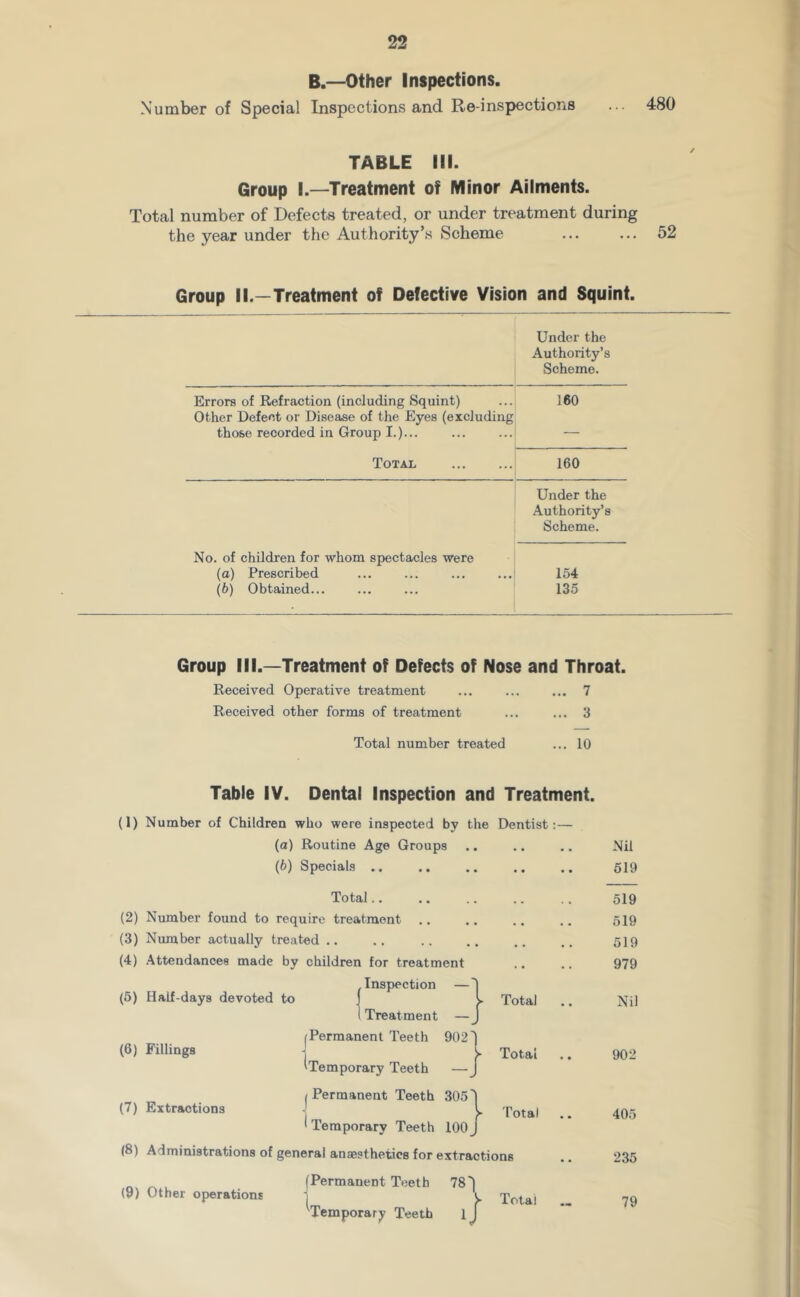 22
B.—Other Inspections.
Number of Special Inspections and Re-inspections ... 480
TABLE III.
Group I.—Treatment of Minor Ailments.
Total number of Defects treated, or under treatment during
the year under the Authority's Scheme ... ... 52
Group II.—Treatment of Defective Vision and Squint.
Under the
Authority's
Scheme.
Errors of Refraction (including Squint) ... 160
Other Defect or Disease of the Eyes (excluding
those recorded in Group I.)... ... ... —
Total ... ... 160
Under the
Authority's
Scheme.
No. of children for whom spectacles were
(a) Prescribed ... ... ... ... 154
(b) Obtained... ... ... 135
Group III.—Treatment of Defects of Nose and Throat.
Received Operative treatment ... ... ... 7
Received other forms of treatment ... ... 3
Total number treated ... 10
Table IV. Dental Inspection and Treatment.
(1) Number of Children who were inspected by the Dentist:—
(a) Routine Age Groups .. .. .. Nil
(b) Specials .. .. .. .. .. 519
Total .. .. .. .. .. 519
(2) Number found to require treatment .. .. .. .. 519
(3) Number actually treated .. .. .. .. .. .. 519
(4) Attendances made by children for treatment .. .. 979
(5) Half-days devoted to { Inspection — Treatment — } Total .. Nil
(6) Fillings { Permanent Teeth 902 Temporary Teeth — } Total .. 902
(7) Extractions { Permanent Teeth 305 Temporary Teeth 100 } Total .. 405
(8) Administrations of general anæsthetics for extractions .. 235
(9) Other operations { Permanent Teeth 78 Temporary Teeth 1 } Total .. 79